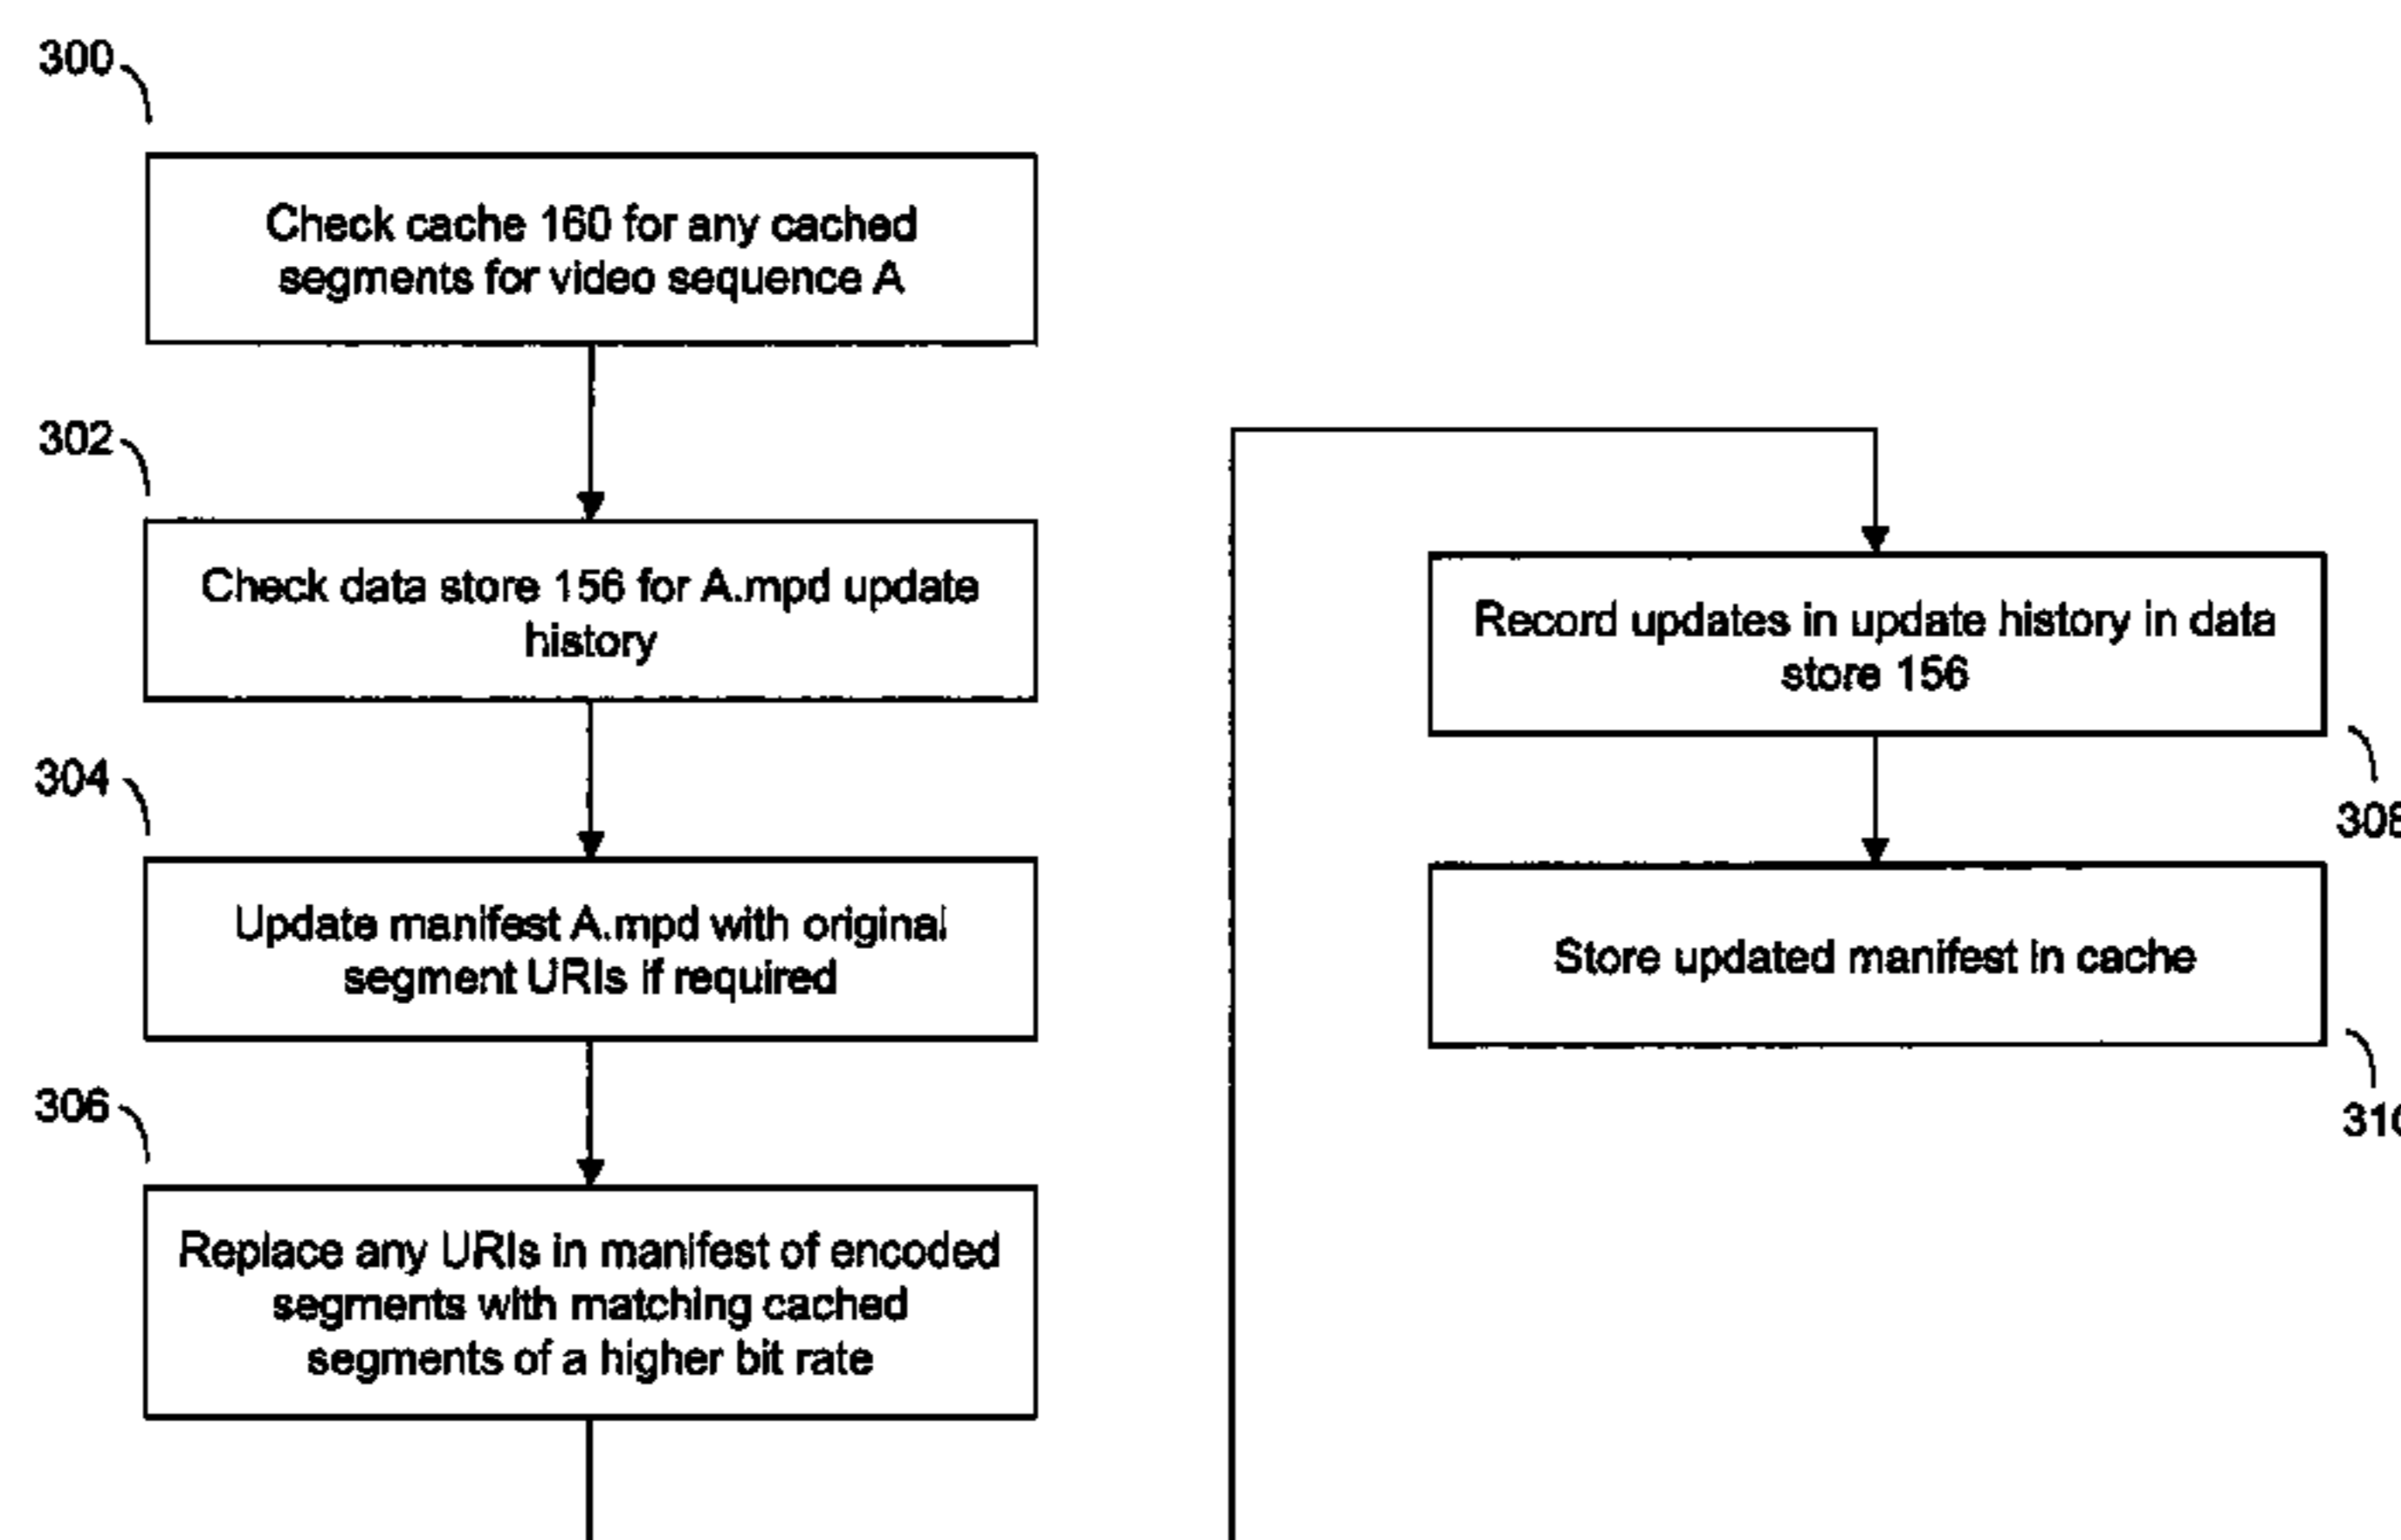 300
Check cache 160 for any cached
segments for video sequence A
302
Check data store 156 for A.mpd update
history
304
Update manifest A.mpd with original
segment URIs if required
306
Replace any URIs in manifest of encoded
segments with matching cached
segments of a higher bit rate
Record updates in update history in data
store 156
308
Store updated manifest in cache
310